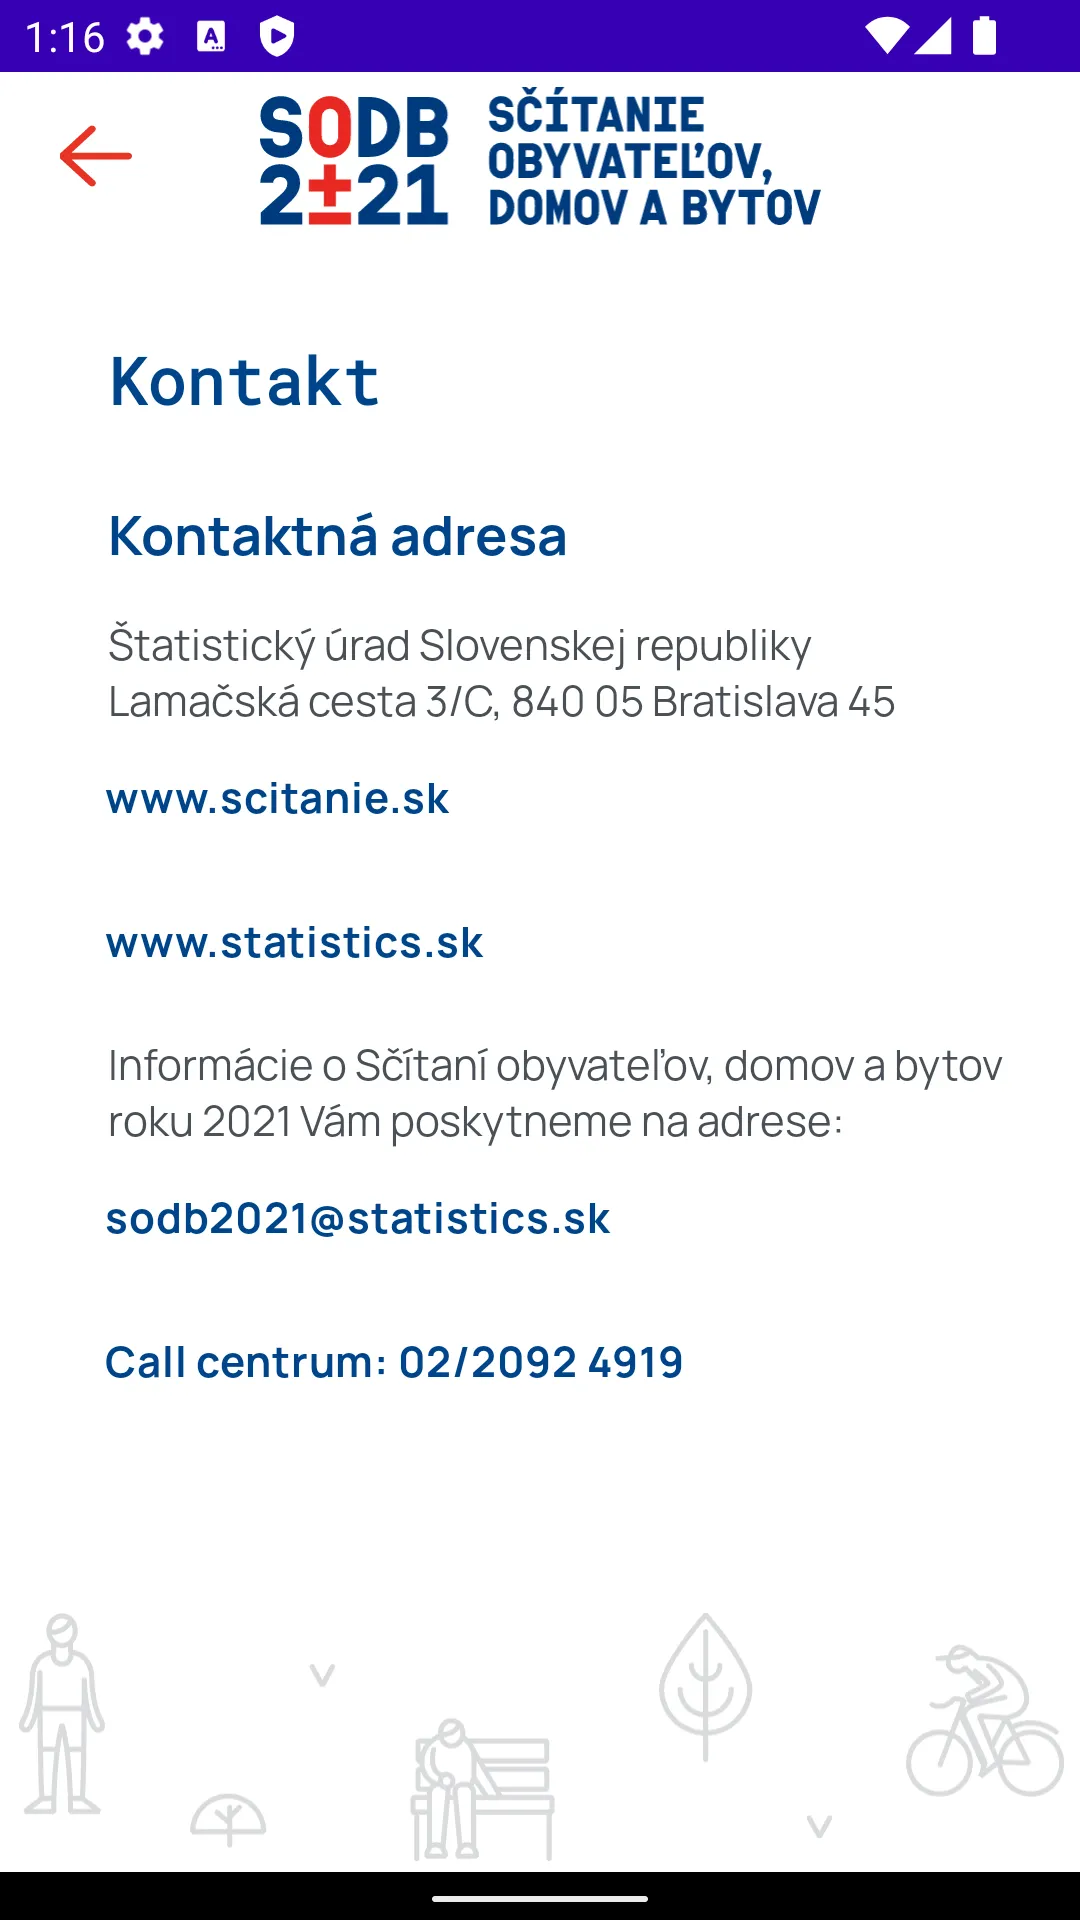 1:16
SODB
2021
SČÍTANIE
OBYVATEĽOV,
DOMOV A BYTOV
Kontakt
Kontaktná adresa
Štatistický úrad Slovenskej republiky
Lamačská cesta 3/C, 840 05 Bratislava 45
www.scitanie.sk
www.statistics.sk
Informácie o Sčítaní obyvateľov, domov a bytov
roku 2021 Vám poskytneme na adrese:
sodb2021@statistics.sk
Call centrum: 02/2092 4919